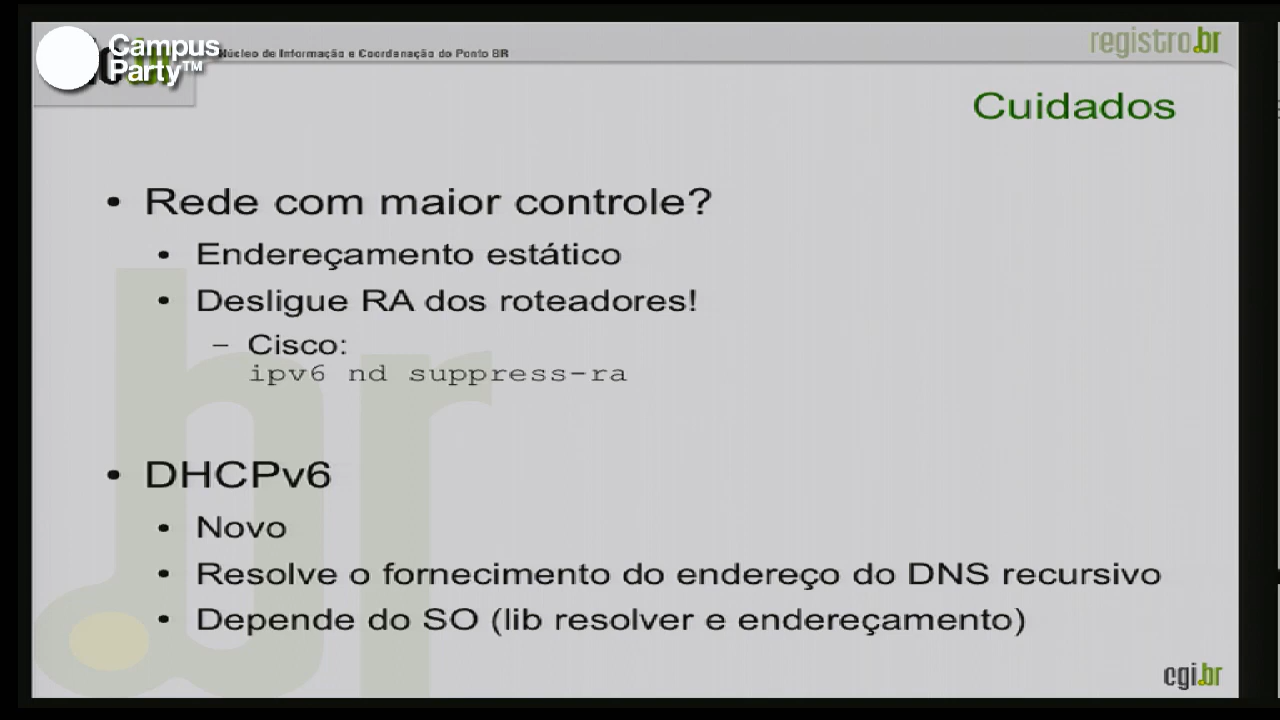 Campus
Party™
Núcleo de Informação e Coordenação do Ponto BR
registro.br
Cuidados
• Rede com maior controle?
• Endereçamento estático
• Desligue RA dos roteadores!
– Cisco:
ipv6 nd suppress-ra
• DHCPv6
• Novo
• Resolve o fornecimento do endereço do DNS recursivo
• Depende do SO (lib resolver e endereçamento)
cgi.br